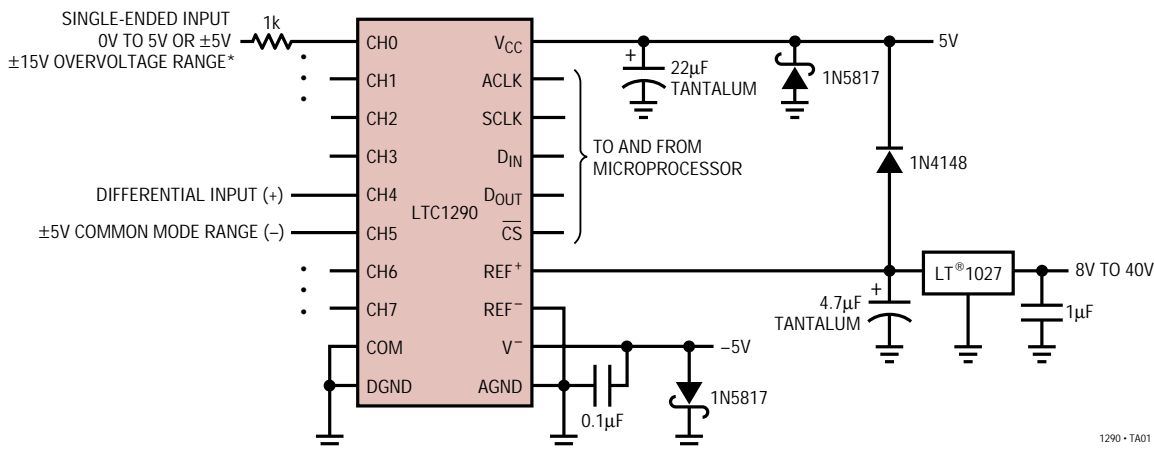 SINGLE-ENDED INPUT
0V TO 5V OR ±5V
±15V OVERVOLTAGE RANGE*
1k
CH0
CH1
CH2
CH3
DIFFERENTIAL INPUT (+)
CH4
±5V COMMON MODE RANGE (–)
CH5
CH6
CH7
COM
DGND
LTC1290
VCC
ACLK
SCLK
DIN
DOUT
CS
REF+
REF–
V–
AGND
TO AND FROM
MICROPROCESSOR
+
22µF
TANTALUM
1N5817
5V
1N4148
+
4.7µF
TANTALUM
LT®1027
8V TO 40V
1µF
–5V
0.1µF
1N5817
1290 • TA01